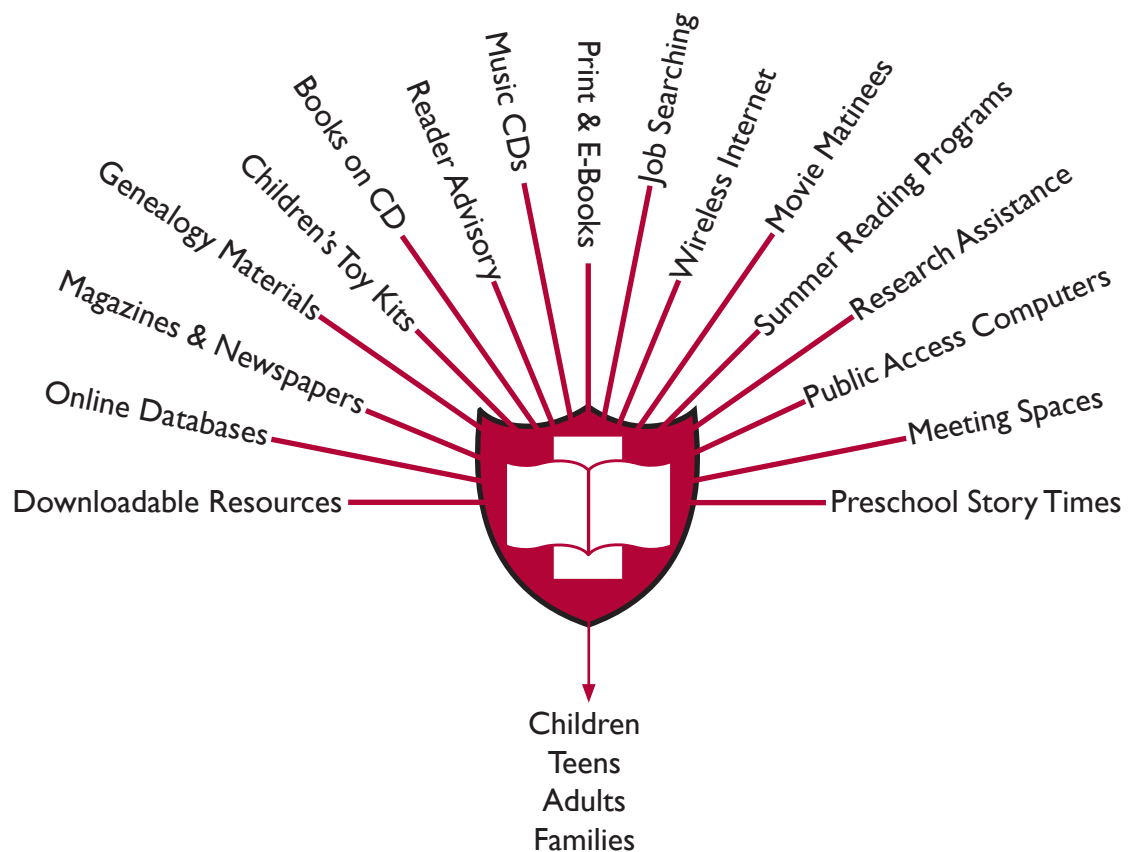 Downloadable Resources
Online Databases
Magazines & Newspapers
Genealogy Materials
Children's Toy Kits
Books on CD
Reader Advisory
Music CDs
Print & E-Books
Job Searching
Wireless Internet
Movie Matinees
Summer Reading Programs
Research Assistance
Public Access Computers
Meeting Spaces
Preschool Story Times
Children
Teens
Adults
Families